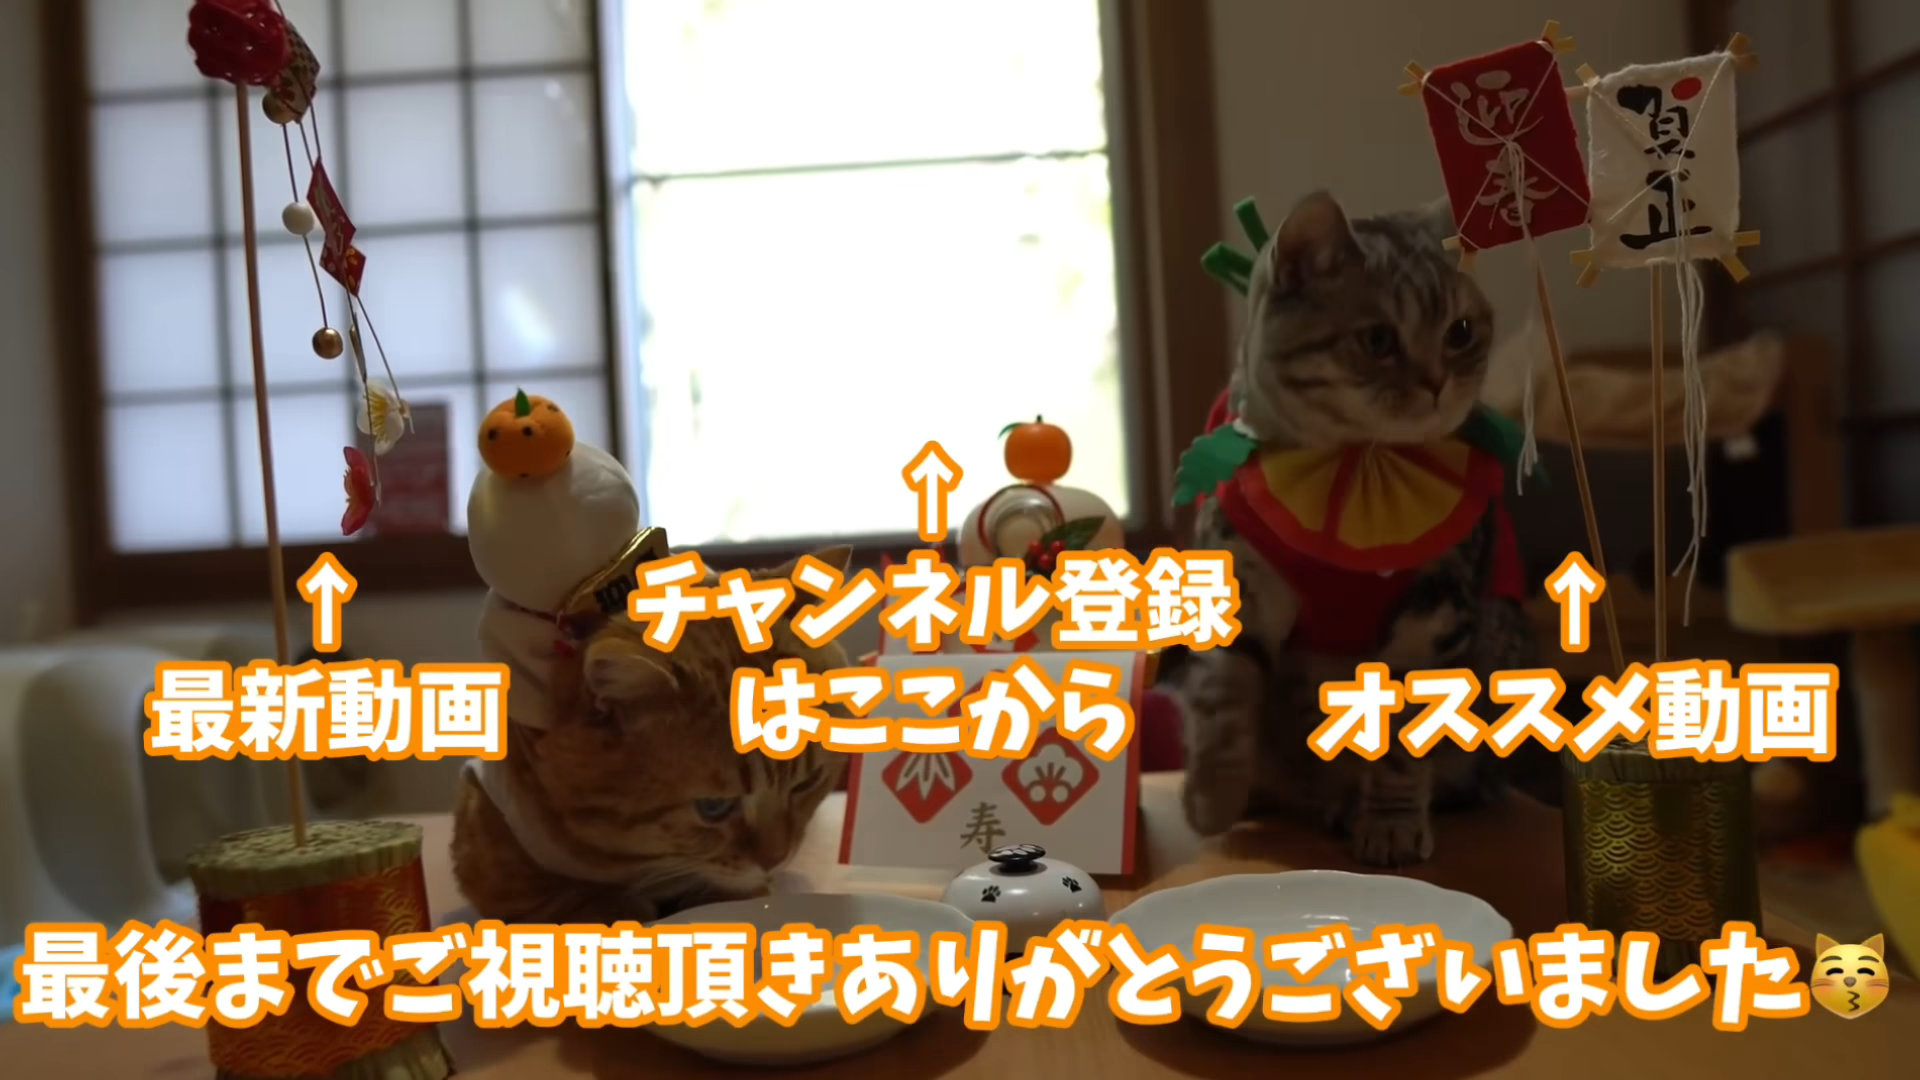 迎春
賀正
↑
チャンネル登録
はここから
↑
最新動画
↑
オススメ動画
寿
最後までご視聴頂きありがとうございました😽